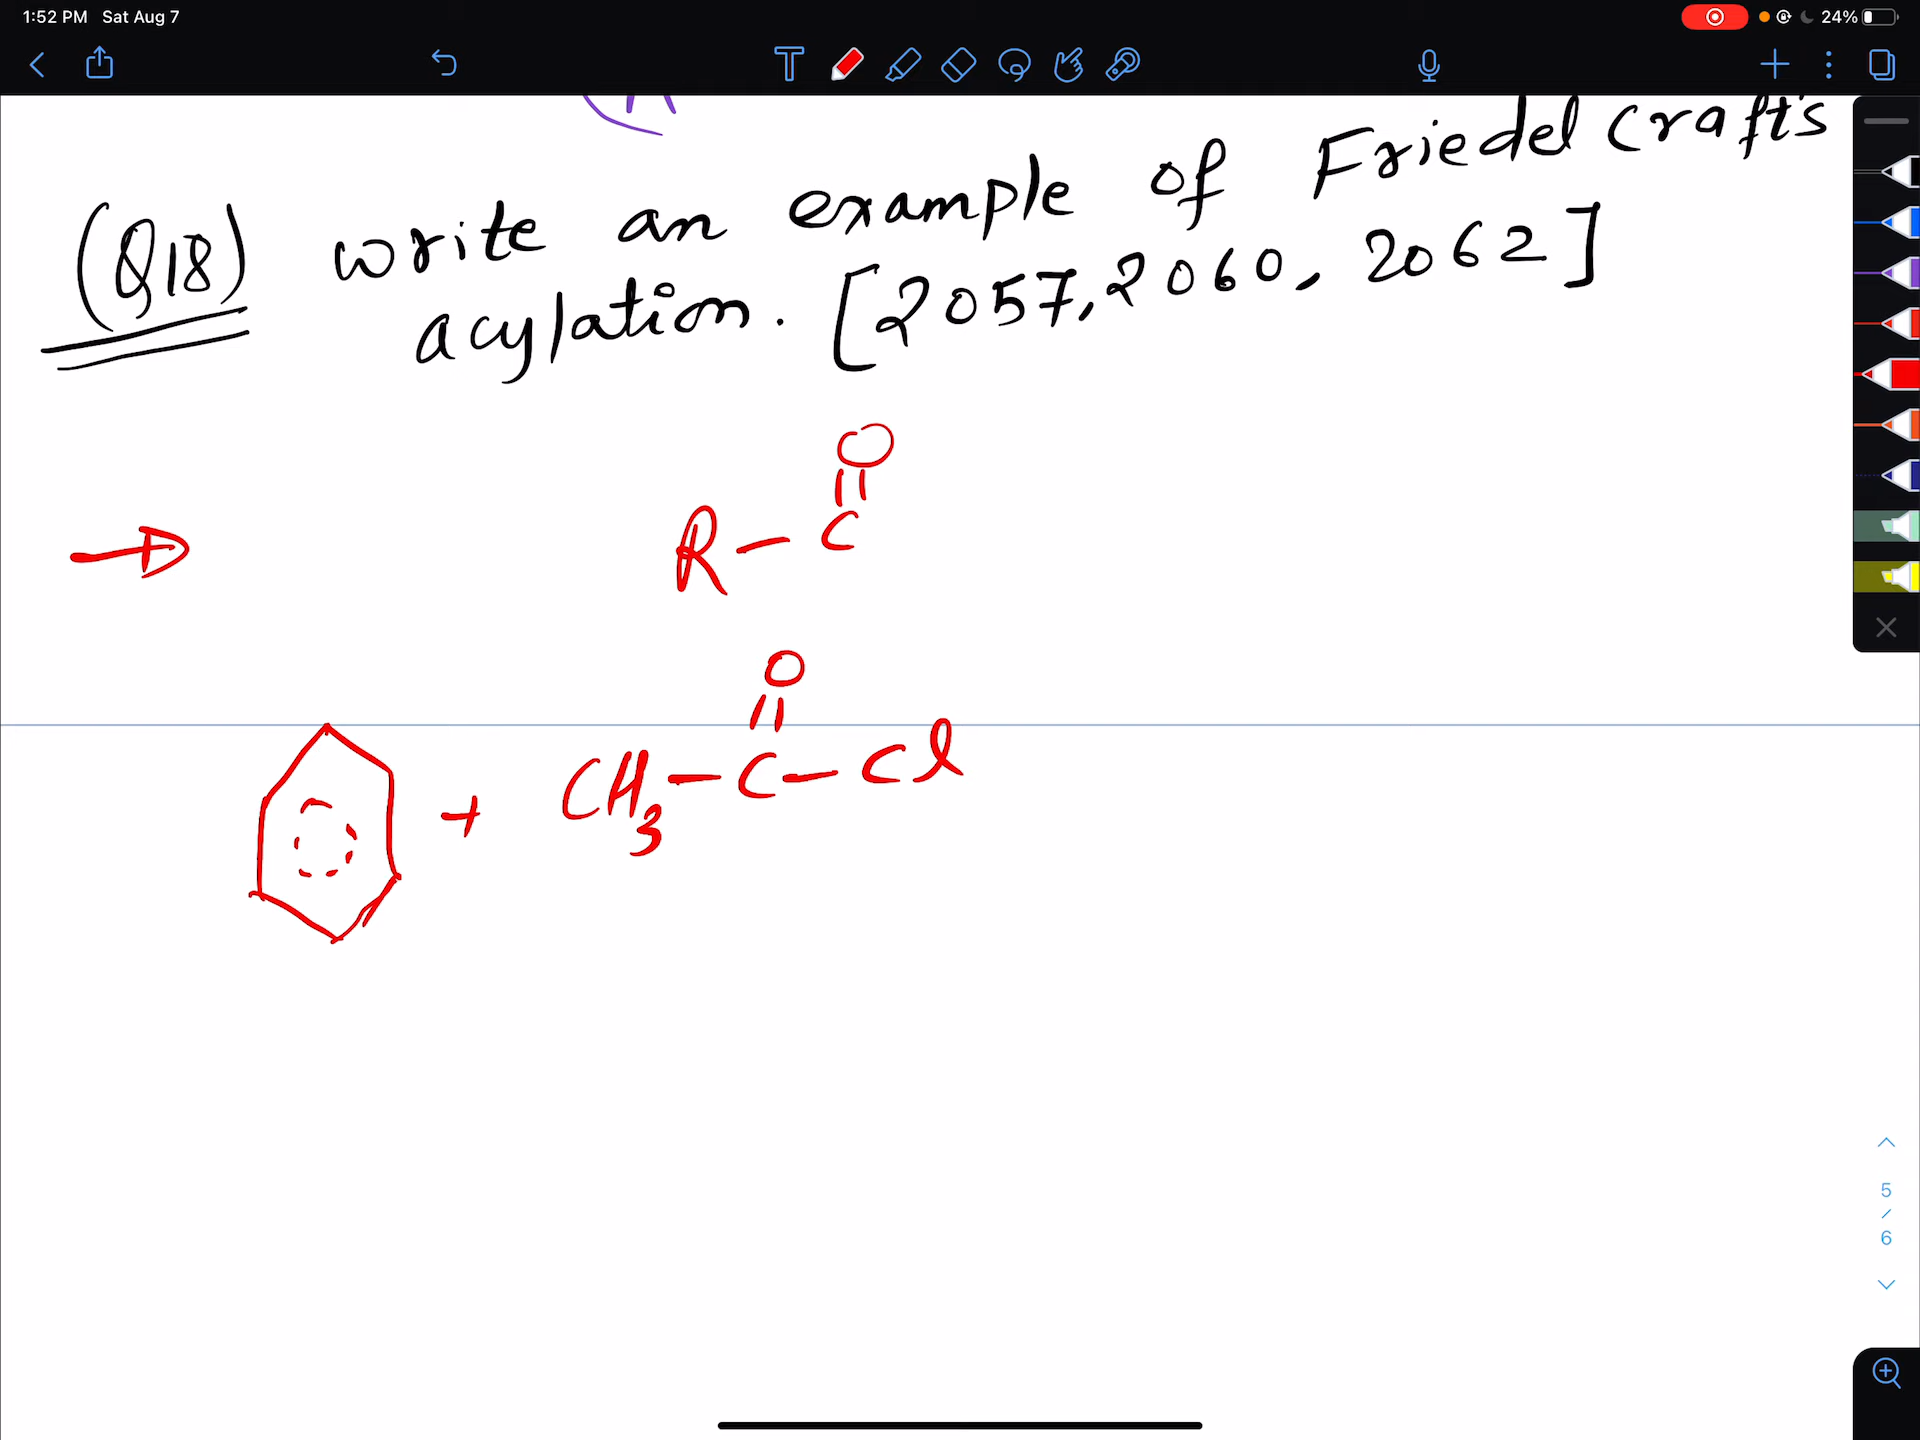 1:52 PM Sat Aug 7
24%
(Q18) write an example of Friedel crafts
acylation. [2057, 2060, 2062]
O
R - C
O
+ CH3 - C - Cl
5
/
6